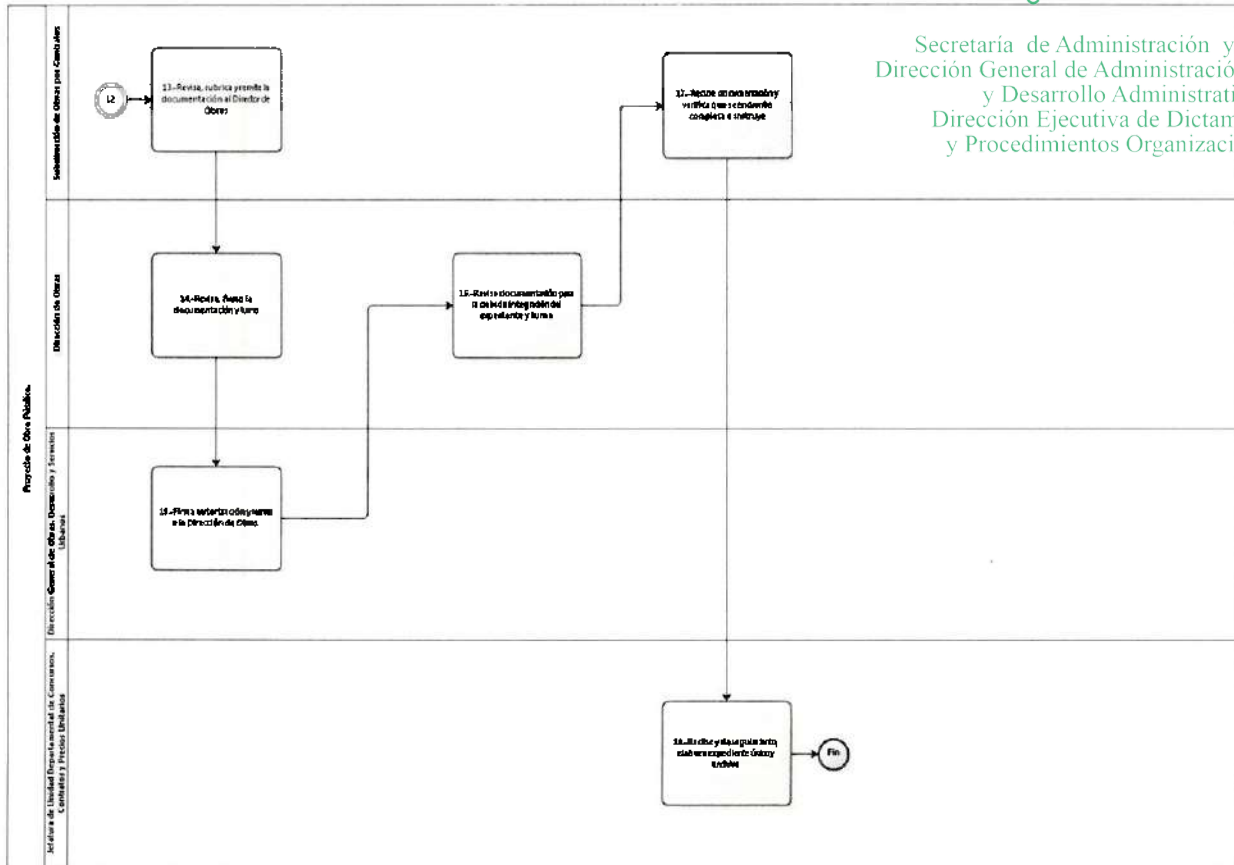 Secretaría de Administración y
Dirección General de Administració
y Desarrollo Administrati
Dirección Ejecutiva de Dictam
y Procedimientos Organizaci
Proyecto de Obra Pública.
Subdirección de Obras por Contratos
12
13.-Revisa, rubrica y remite la
documentación al Director de
Obras
17.-Recibe documentación y
verifica que se encuentre
completa e instruye
Dirección de Obras
14.-Revisa, firma la
documentación y turna
16.-Revisa documentación para
la debida integración del
expediente y turna
Dirección General de Obras, Desarrollo y Servicios
Urbanos
15.-Firma autorización y turna
a la Dirección de Obras
Jefatura de Unidad Departamental de Concursos,
Contratos y Precios Unitarios
18.-Recibe y da seguimiento,
elabora expediente único y
archiva
Fin